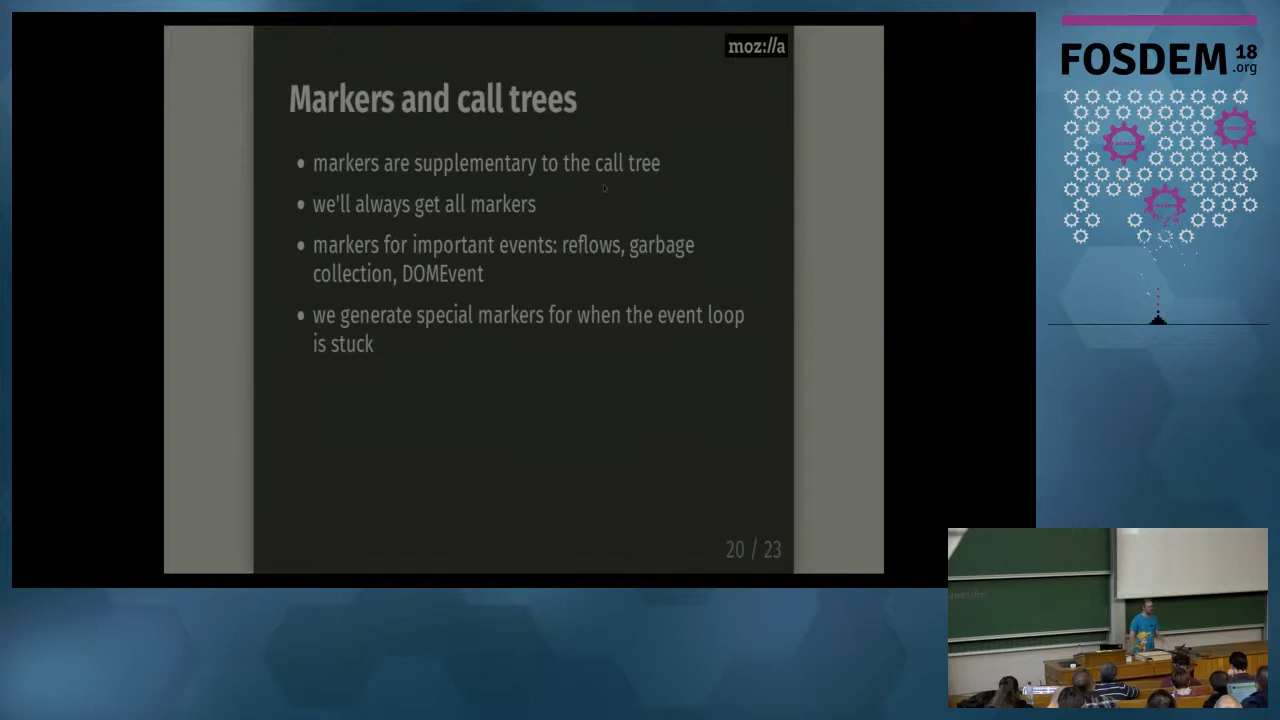 moz://a
Markers and call trees
• markers are supplementary to the call tree
• we'll always get all markers
• markers for important events: reflows, garbage
collection, DOMEvent
• we generate special markers for when the event loop
is stuck
20 / 23
FOSDEM 18
.org